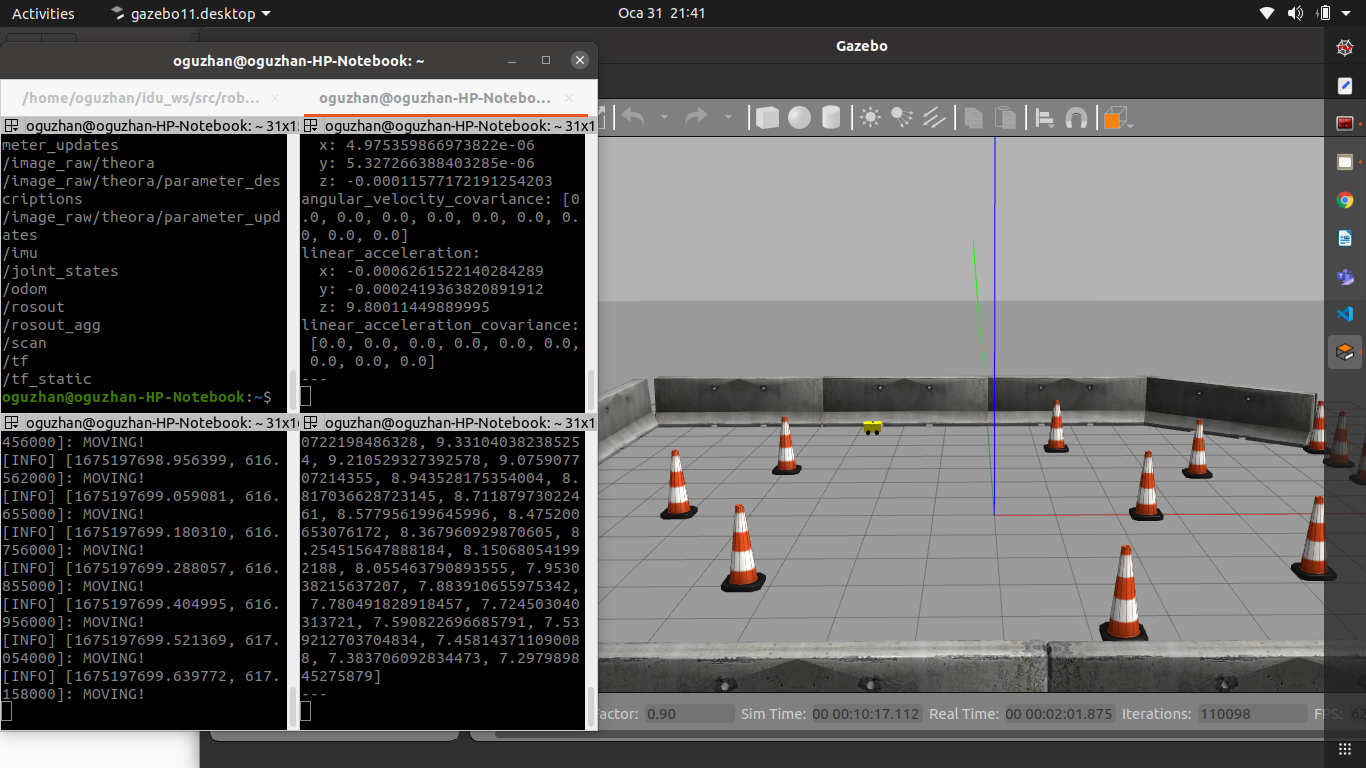 Activities
gazebo11.desktop
Oca 31 21:41
Gazebo
oguzhan@oguzhan-HP-Notebook: ~
/home/oguzhan/idu_ws/src/rob...
oguzhan@oguzhan-HP-Notebo...
oguzhan@oguzhan-HP-Notebook: ~ 31x1
meter_updates
/image_raw/theora
/image_raw/theora/parameter_des
criptions
/image_raw/theora/parameter_upd
ates
/imu
/joint_states
/odom
/rosout
/rosout_agg
/scan
/tf
/tf_static
oguzhan@oguzhan-HP-Notebook:~$
oguzhan@oguzhan-HP-Notebook: ~ 31x1
x: 4.975359866973822e-06
y: 5.327266388403285e-06
z: -0.00011577172191254203
angular_velocity_covariance: [0
.0, 0.0, 0.0, 0.0, 0.0, 0.0, 0.
0, 0.0, 0.0]
linear_acceleration:
x: -0.0006261522140284289
y: -0.0002419363820891912
z: 9.80011449889995
linear_acceleration_covariance:
[0.0, 0.0, 0.0, 0.0, 0.0, 0.0,
0.0, 0.0, 0.0]
---
oguzhan@oguzhan-HP-Notebook: ~ 31x1
456000]: MOVING!
[INFO] [1675197698.956399, 616.
562000]: MOVING!
[INFO] [1675197699.059081, 616.
655000]: MOVING!
[INFO] [1675197699.180310, 616.
756000]: MOVING!
[INFO] [1675197699.288057, 616.
855000]: MOVING!
[INFO] [1675197699.404995, 616.
956000]: MOVING!
[INFO] [1675197699.521369, 617.
054000]: MOVING!
[INFO] [1675197699.639772, 617.
158000]: MOVING!
oguzhan@oguzhan-HP-Notebook: ~ 31x1
0722198486328, 9.33104038238525
4, 9.210529327392578, 9.0759077
07214355, 8.943528175354004, 8.
817036628723145, 8.711879730224
61, 8.577956199645996, 8.475200
653076172, 8.367960929870605, 8
.254515647888184, 8.15068054199
2188, 8.055463790893555, 7.9530
38215637207, 7.883910655975342,
7.780491828918457, 7.724503040
313721, 7.590822696685791, 7.53
9212703704834, 7.45814371109008
8, 7.383706092834473, 7.2979898
45275879]
---
Factor: 0.90 Sim Time: 00 00:10:17.112 Real Time: 00 00:02:01.875 Iterations: 110098 FPS: 62